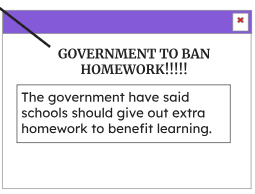 GOVERNMENT TO BAN
HOMEWORK!!!!!
The government have said
schools should give out extra
homework to benefit learning.